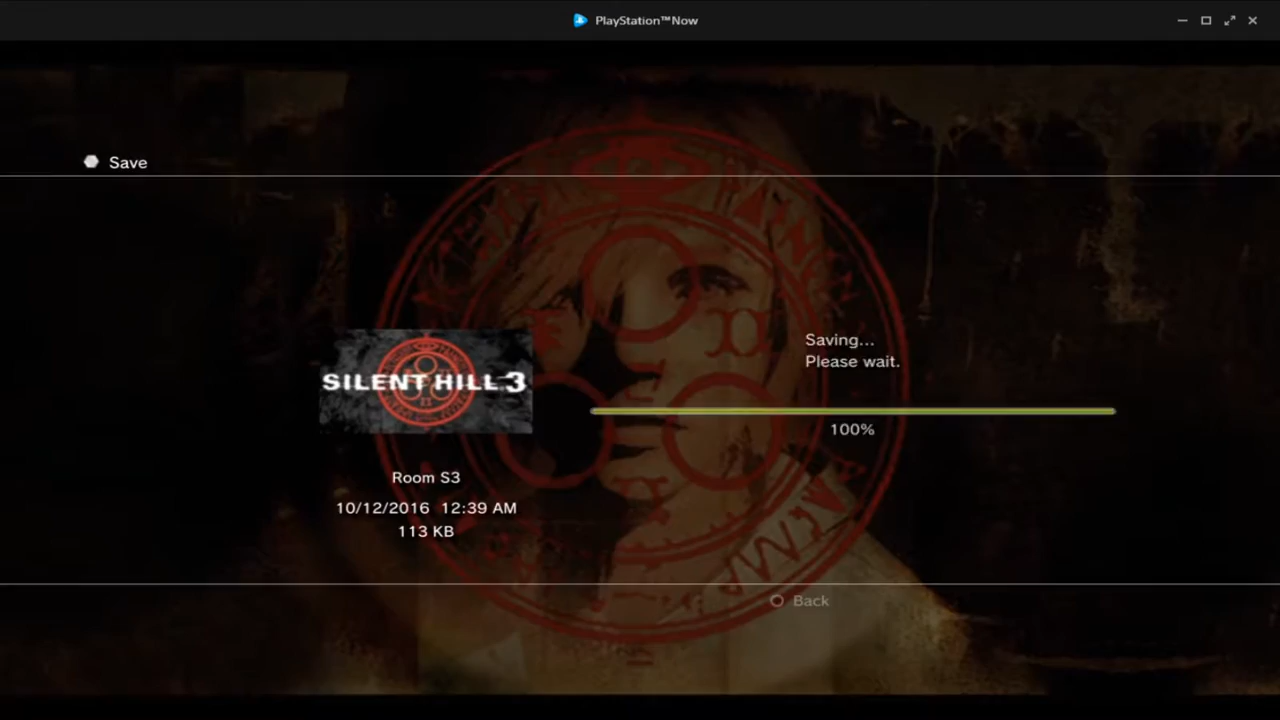 PlayStation™Now
Save
SILENT HILL 3
Saving...
Please wait.
100%
Room S3
10/12/2016 12:39 AM
113 KB
Back